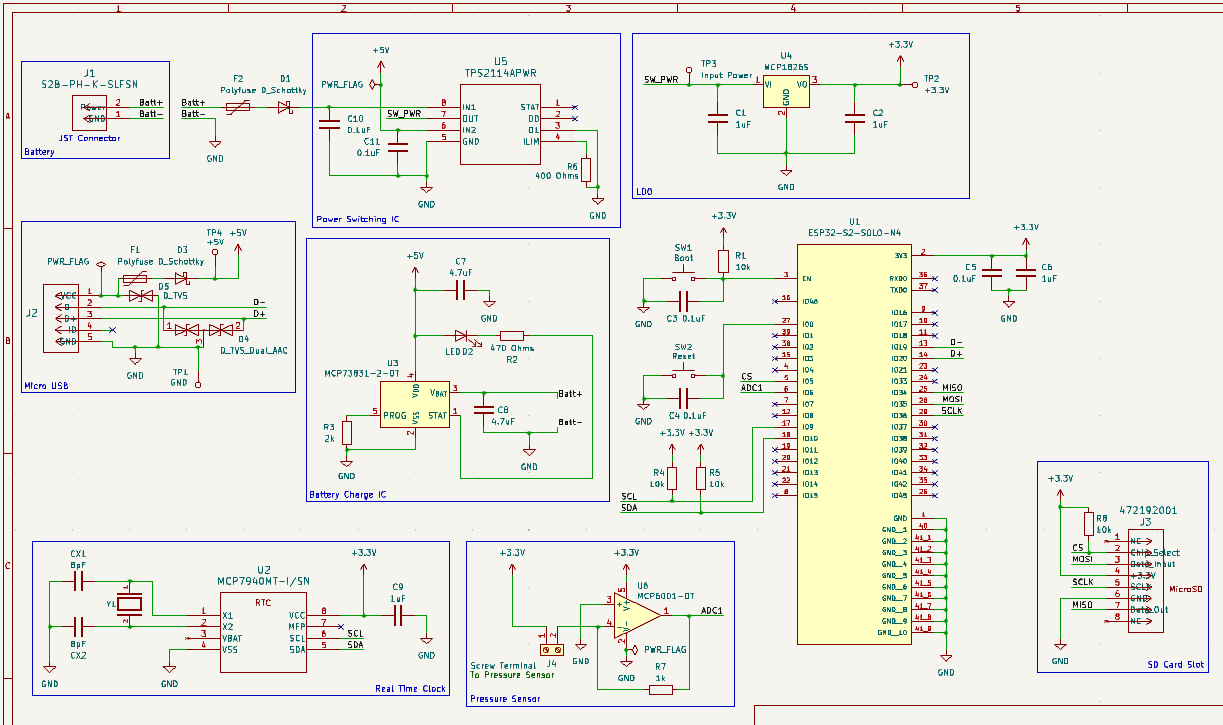 1
2
3
4
5
A
B
C
J1
S2B-PH-K-SLFSN
Power
GND
2
1
Batt+
Batt-
JST Connector
Battery
Batt+
Batt-
F2
Polyfuse
D1
D_Schottky
GND
+5V
PWR_FLAG
U5
TPS2114APWR
C10
0.1uF
SW_PWR
C11
0.1uF
8 IN1
7 OUT
6 IN2
5 GND
STAT 1
D0 2
D1 3
ILIM 4
R6
400 Ohms
GND
GND
Power Switching IC
TP3
Input Power
SW_PWR
U4
MCP1826S
1 VI
VO 3
GND
2
+3.3V
TP2
+3.3V
C1
1uF
C2
1uF
GND
LDO
PWR_FLAG
F1
Polyfuse
D3
D_Schottky
TP4
+5V
+5V
J2
VCC 1
D- 2
D+ 3
ID 4
GND 5
D5
D_TVS
D-
D+
1
2
3
D4
D_TVS_Dual_AAC
GND
TP1
GND
Micro USB
+5V
C7
4.7uF
GND
LED D2
470 Ohms
R2
U3
MCP73831-2-OT
4
VDD
VBAT 3
5 PROG
STAT 1
VSS
2
R3
2k
GND
C8
4.7uF
Batt+
Batt-
GND
Battery Charge IC
+3.3V
SW1
Boot
R1
10k
GND
C3 0.1uF
SW2
Reset
GND
C4 0.1uF
CS
ADC1
+3.3V
+3.3V
R4
10k
R5
10k
SCL
SDA
U1
ESP32-S2-SOLO-N4
3 EN
16 IO46
27 IO0
39 IO1
38 IO2
15 IO3
4 IO4
5 IO5
6 IO6
7 IO7
12 IO8
17 IO9
18 IO10
19 IO11
20 IO12
21 IO13
22 IO14
8 IO15
3V3 2
RXD0 36
TXD0 37
IO16 9
IO17 10
IO18 11
IO19 13
IO20 14
IO21 23
IO33 24
IO34 25
IO35 28
IO36 29
IO37 30
IO38 31
IO39 32
IO40 33
IO41 34
IO42 35
IO45 26
GND 1
GND_1 40
GND_2 41_1
GND_3 41_2
GND_4 41_3
GND_5 41_4
GND_6 41_5
GND_7 41_6
GND_8 41_7
GND_9 41_8
GND_10 41_9
D-
D+
MISO
MOSI
SCLK
GND
+3.3V
C5
0.1uF
C6
1uF
GND
CX1
8pF
Y1
1
2
8pF
CX2
GND
U2
MCP7940MT-I/SN
RTC
1 X1
2 X2
3 VBAT
4 VSS
VCC 8
MFP 7
SCL 6
SDA 5
GND
+3.3V
C9
1uF
SCL
SDA
GND
Real Time Clock
+3.3V
+3.3V
U6
MCP6001-OT
5
V+
3 +
4 -
V-
2
1
ADC1
1
2
J4
Screw Terminal
To Pressure Sensor
GND
GND
PWR_FLAG
R7
1k
Pressure Sensor
+3.3V
R8
10k
472192001
J3
1 NC
2 Chip_Select
3 Data_Input
4 +3.3V
5 SCLK
6 GND
7 Data_Out
8 NC
CS
MOSI
SCLK
MISO
MicroSD
GND
SD Card Slot